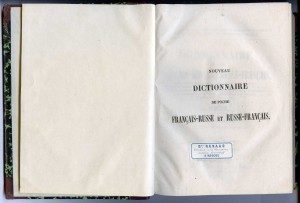 NOUVEAU
DICTIONNAIRE
DE POCHE
FRANÇAIS-RUSSE ET RUSSE-FRANÇAIS.